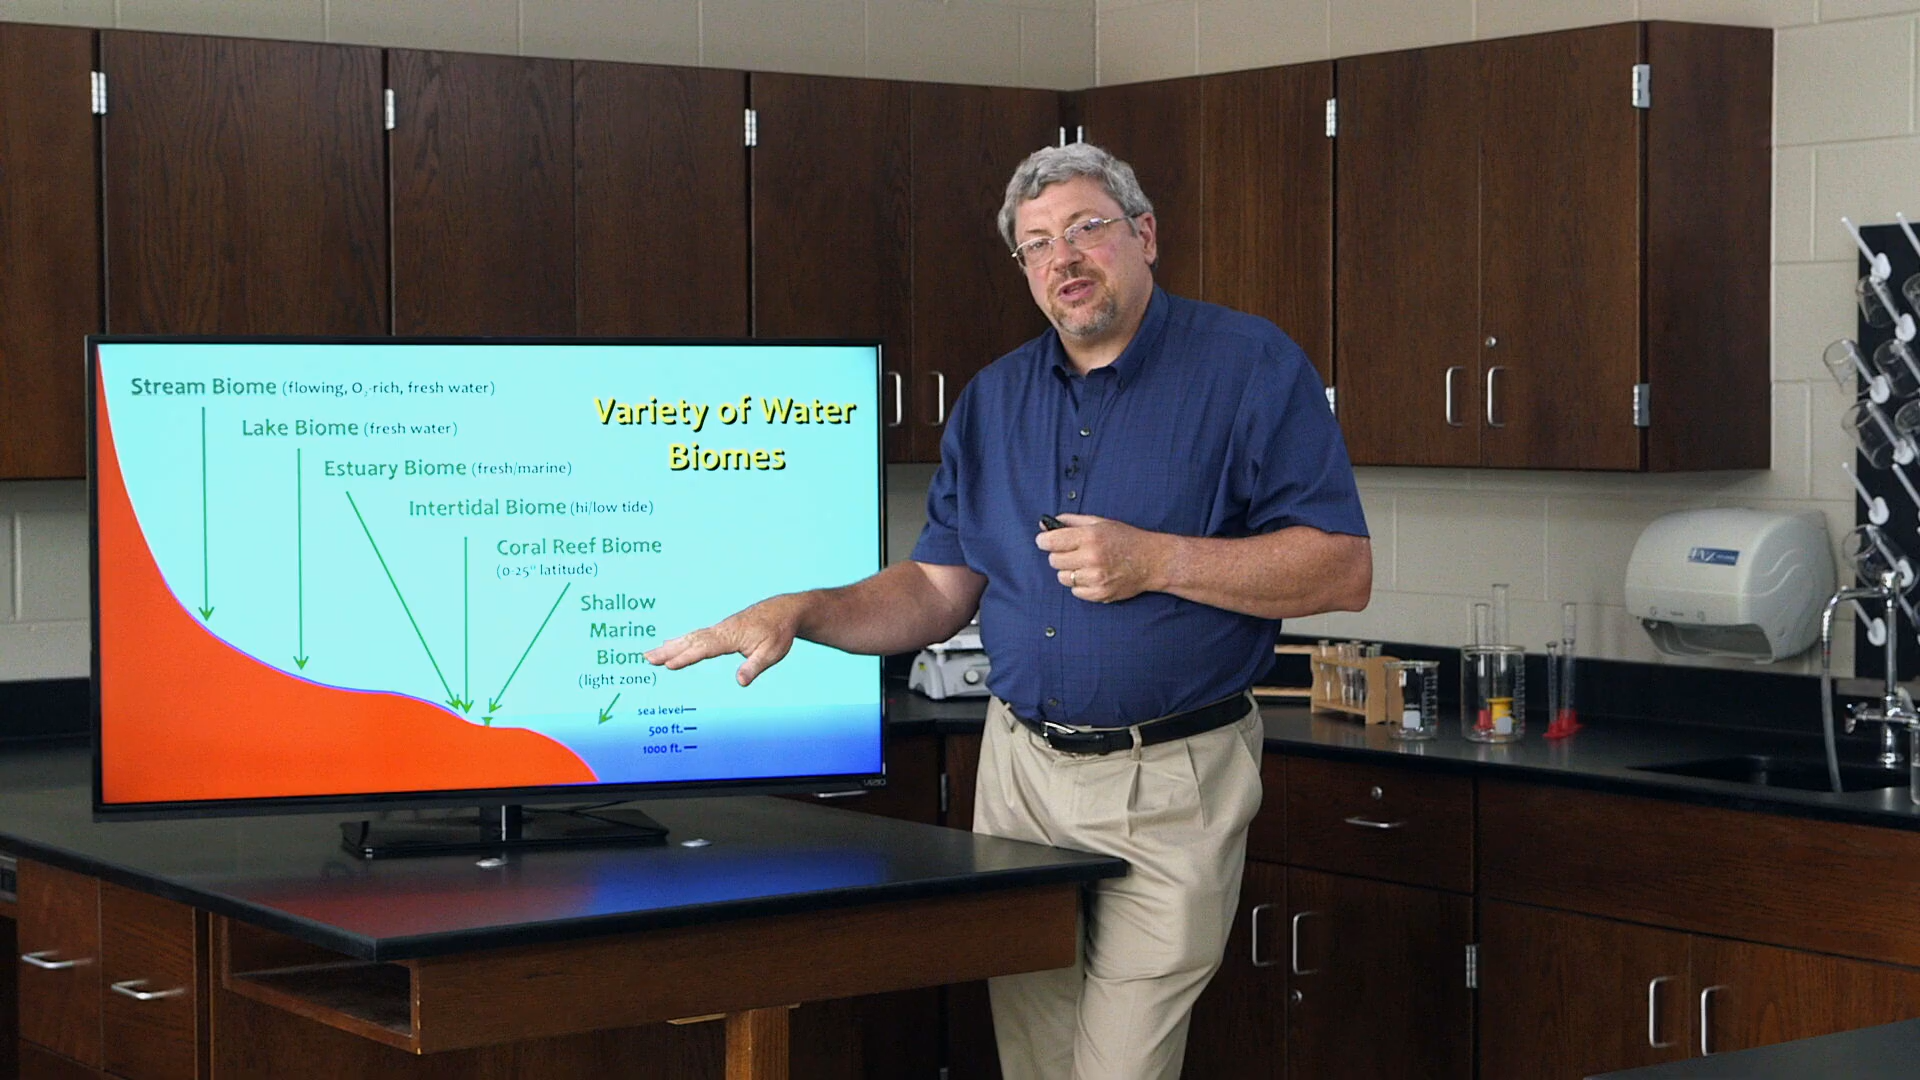 Stream Biome (flowing, O₂-rich, fresh water)
Variety of Water
Biomes
Lake Biome (fresh water)
Estuary Biome (fresh/marine)
Intertidal Biome (hi/low tide)
Coral Reef Biome
(0-25° latitude)
Shallow
Marine
Biom
(light zone)
sea level
500 ft.
1000 ft.
VIZIO